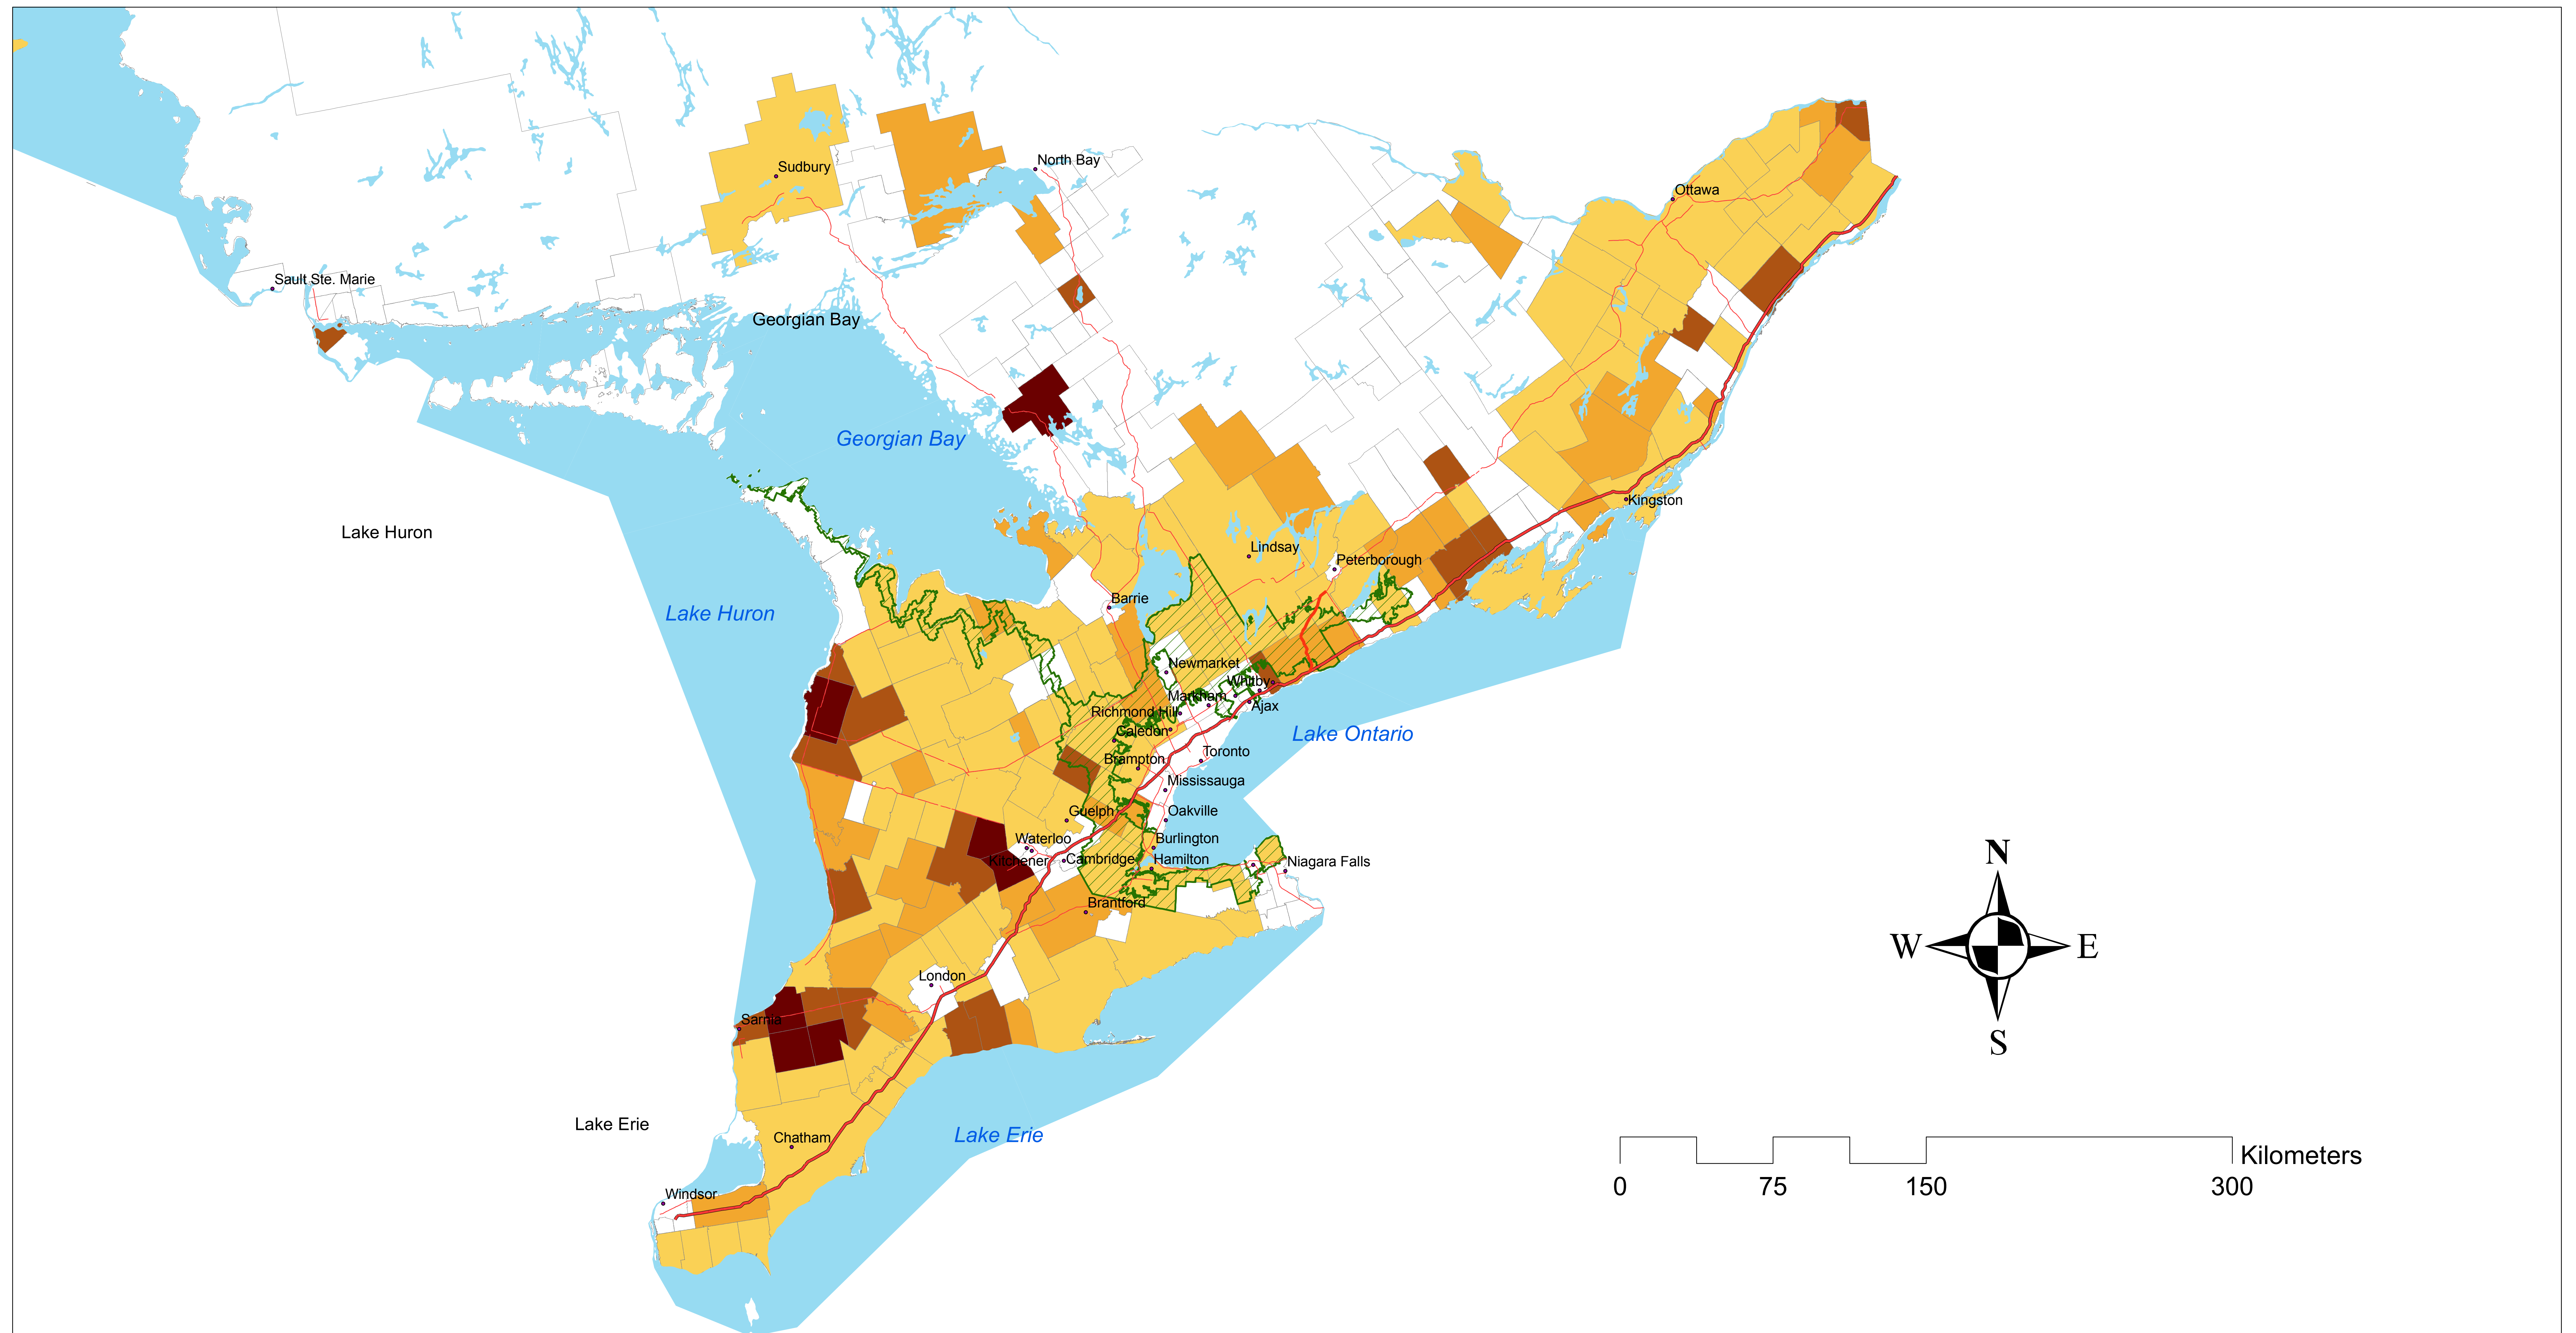 North Bay
Sudbury
Ottawa
Sault Ste. Marie
Georgian Bay
Georgian Bay
Kingston
Lake Huron
Lindsay
Peterborough
Barrie
Lake Huron
Newmarket
Whitby
Markham
Ajax
Richmond Hill
Caledon
Lake Ontario
Toronto
Brampton
Mississauga
Guelph
Oakville
Waterloo
Burlington
Kitchener
Cambridge
Hamilton
Niagara Falls
Brantford
N
W
E
S
London
Sarnia
Lake Erie
Lake Erie
Chatham
Kilometers
0
75
150
300
Windsor